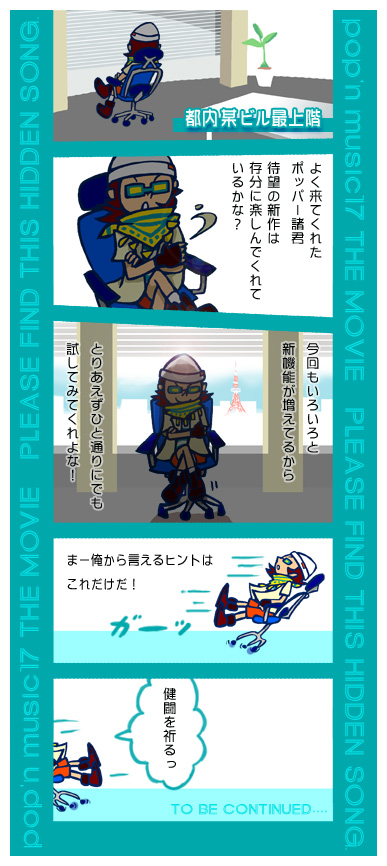 pop'n music17 THE MOVIE PLEASE FIND THIS HIDDEN SONG.
pop'n music17 THE MOVIE PLEASE FIND THIS HIDDEN SONG.
都内某ビル最上階
よく来てくれた
ポッパー諸君
待望の新作は
存分に楽しんでくれて
いるかな?
今回もいろいろと
新機能が増えてるから
とりあえずひと通りにでも
試してみてくれよな!
まー俺から言えるヒントは
これだけだ!
ガーッ
健闘を祈るっ
TO BE CONTINUED....